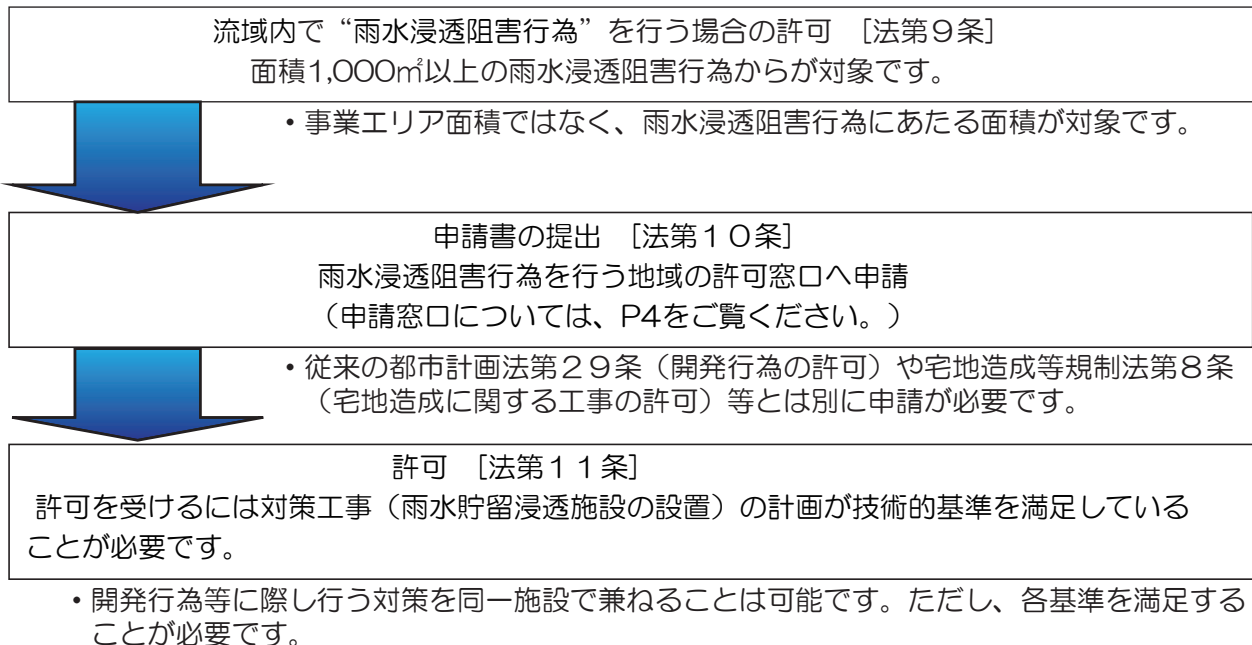 流域内で“雨水浸透阻害行為”を行う場合の許可　[法第９条]
面積1,000㎡以上の雨水浸透阻害行為からが対象です。
・事業エリア面積ではなく、雨水浸透阻害行為にあたる面積が対象です。
申請書の提出　[法第１０条]
雨水浸透阻害行為を行う地域の許可窓口へ申請
（申請窓口については、P4をご覧ください。）
・従来の都市計画法第２９条（開発行為の許可）や宅地造成等規制法第８条
（宅地造成に関する工事の許可）等とは別に申請が必要です。
許可　[法第１１条]
許可を受けるには対策工事（雨水貯留浸透施設の設置）の計画が技術的基準を満足している
ことが必要です。
・開発行為等に際し行う対策を同一施設で兼ねることは可能です。ただし、各基準を満足する
ことが必要です。